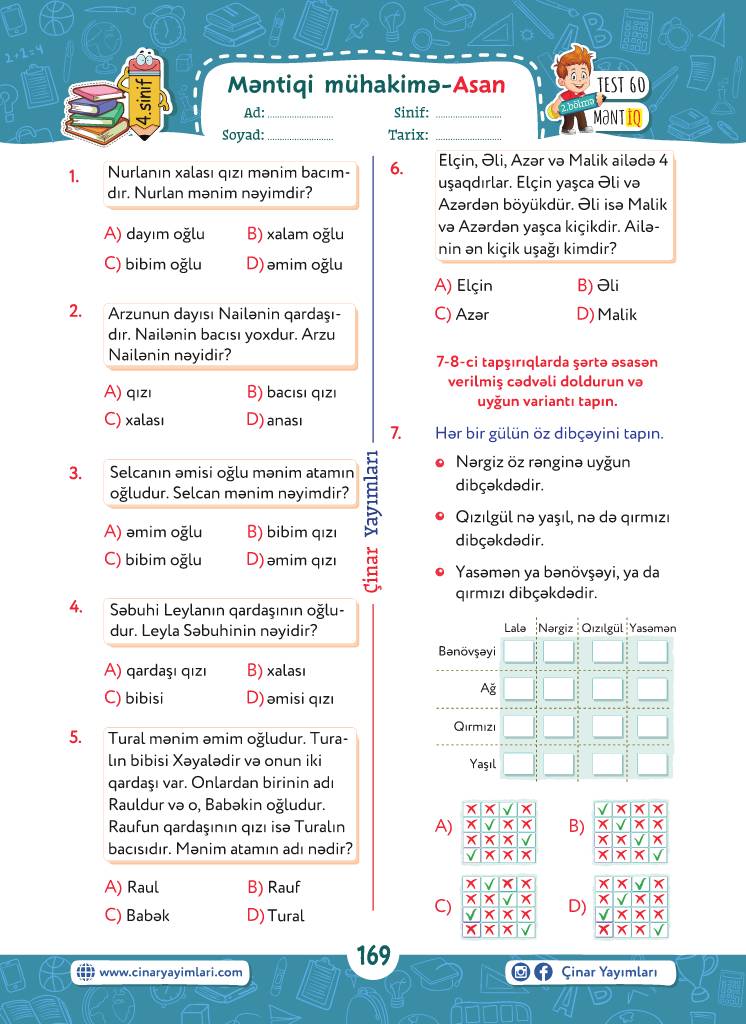 4.sinif
Məntiqi mühakimə-Asan
Ad:
Sinif:
Soyad:
Tarix:
2.bölmə
TEST 60
MƏNTİQ
1.
Nurlanın xalası qızı mənim bacım-
dır. Nurlan mənim nəyimdir?
A) dayım oğlu
B) xalam oğlu
C) bibim oğlu
D) əmim oğlu
2.
Arzunun dayısı Nailənin qardaşı-
dır. Nailənin bacısı yoxdur. Arzu
Nailənin nəyidir?
A) qızı
B) bacısı qızı
C) xalası
D) anası
3.
Selcanın əmisi oğlu mənim atamın
oğludur. Selcan mənim nəyimdir?
A) əmim oğlu
B) bibim qızı
C) bibim oğlu
D) əmim qızı
4.
Səbuhi Leylanın qardaşının oğlu-
dur. Leyla Səbuhinin nəyidir?
A) qardaşı qızı
B) xalası
C) bibisi
D) əmisi qızı
5.
Tural mənim əmim oğludur. Tura-
lın bibisi Xəyalədir və onun iki
qardaşı var. Onlardan birinin adı
Rauldur və o, Babəkin oğludur.
Raufun qardaşının qızı isə Turalın
bacısıdır. Mənim atamın adı nədir?
A) Raul
B) Rauf
C) Babək
D) Tural
Çinar Yayımları
6.
Elçin, Əli, Azər və Malik ailədə 4
uşaqdırlar. Elçin yaşca Əli və
Azərdən böyükdür. Əli isə Malik
və Azərdən yaşca kiçikdir. Ailə-
nin ən kiçik uşağı kimdir?
A) Elçin
B) Əli
C) Azər
D) Malik
7-8-ci tapşırıqlarda şərtə əsasən
verilmiş cədvəli doldurun və
uyğun variantı tapın.
7.
Hər bir gülün öz dibçəyini tapın.
Nərgiz öz rənginə uyğun
dibçəkdədir.
Qızılgül nə yaşıl, nə də qırmızı
dibçəkdədir.
Yasəmən ya bənövşəyi, ya da
qırmızı dibçəkdədir.
Lalə Nərgiz Qızılgül Yasəmən
Bənövşəyi
Ağ
Qırmızı
Yaşıl
A)
B)
C)
D)
169
www.cinaryayimlari.com
Çinar Yayımları